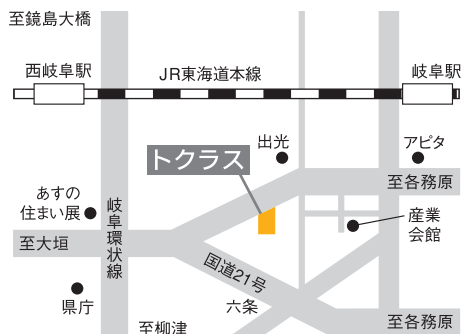 至鏡島大橋
西岐阜駅
JR東海道本線
岐阜駅
出光
アピタ
トクラス
至各務原
あすの
住まい展
岐阜環状線
産業
会館
至大垣
国道21号
県庁
六条
至柳津
至各務原